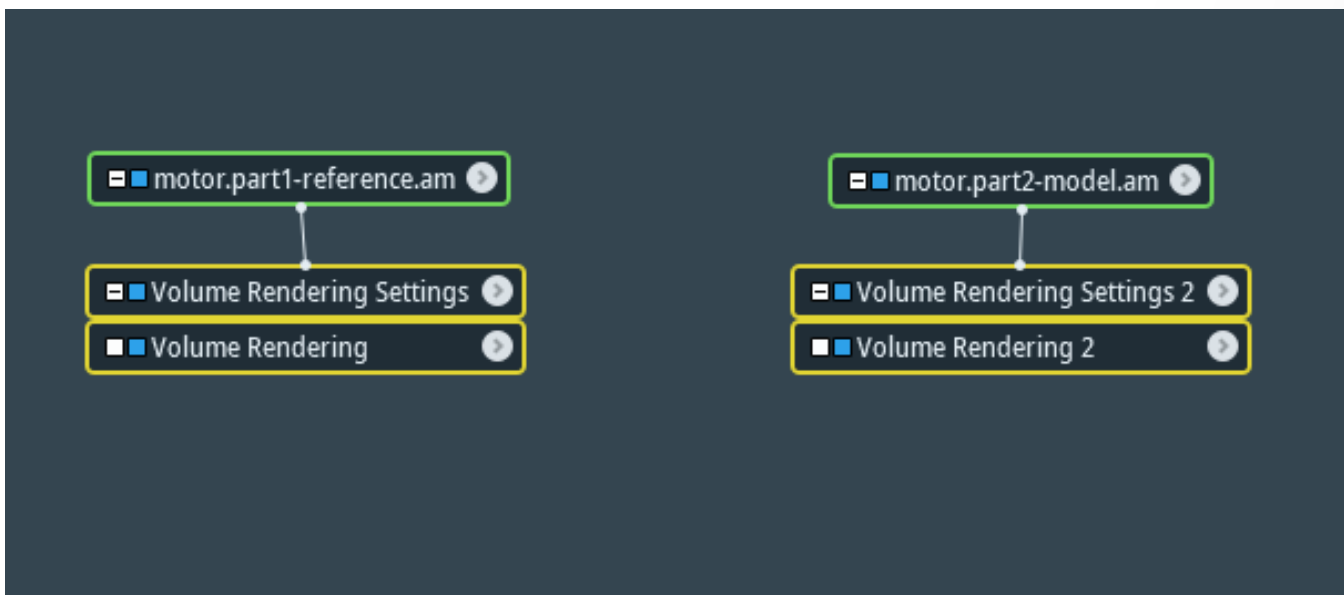 motor.part1-reference.am
Volume Rendering Settings
Volume Rendering
motor.part2-model.am
Volume Rendering Settings 2
Volume Rendering 2